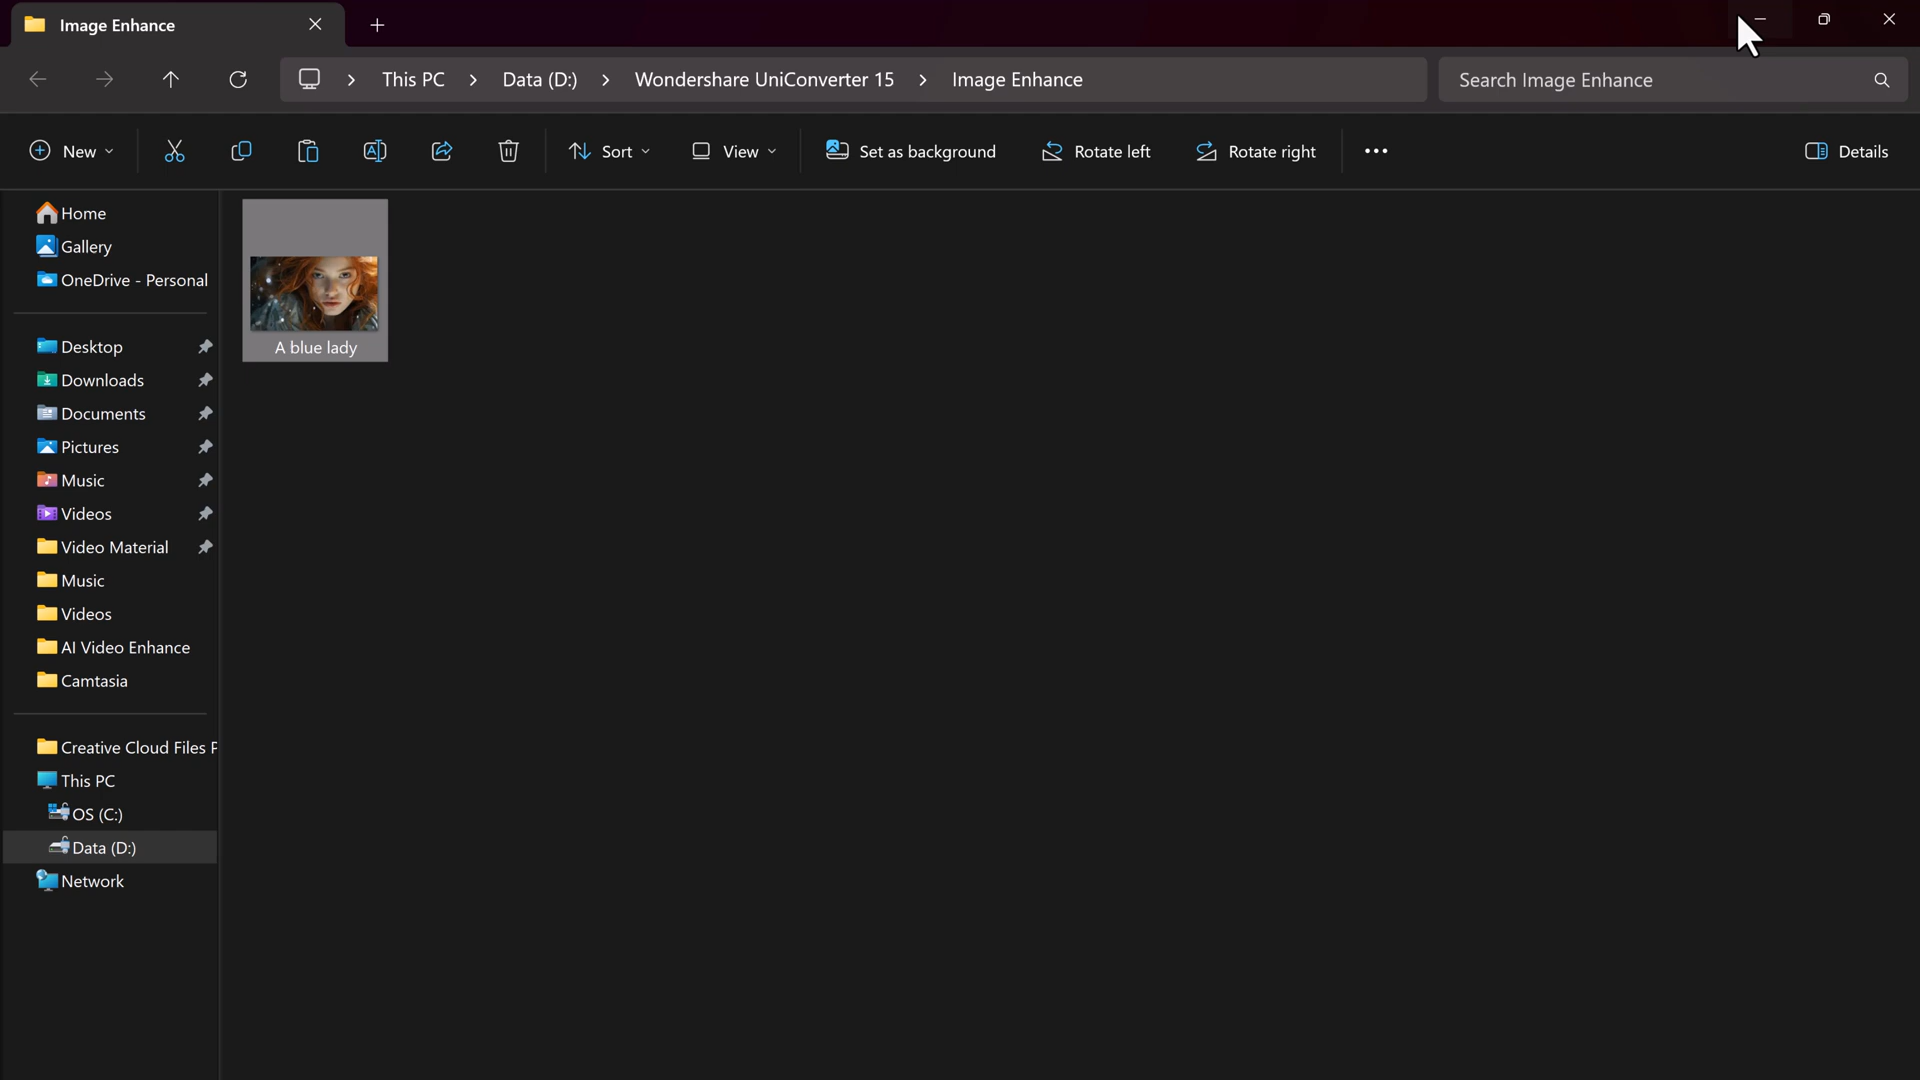 Image Enhance
This PC
Data (D:)
Wondershare UniConverter 15
Image Enhance
Search Image Enhance
New
Sort
View
Set as background
Rotate left
Rotate right
Details
Home
Gallery
OneDrive - Personal
Desktop
Downloads
Documents
Pictures
Music
Videos
Video Material
Music
Videos
AI Video Enhance
Camtasia
Creative Cloud Files F
This PC
OS (C:)
Data (D:)
Network
A blue lady